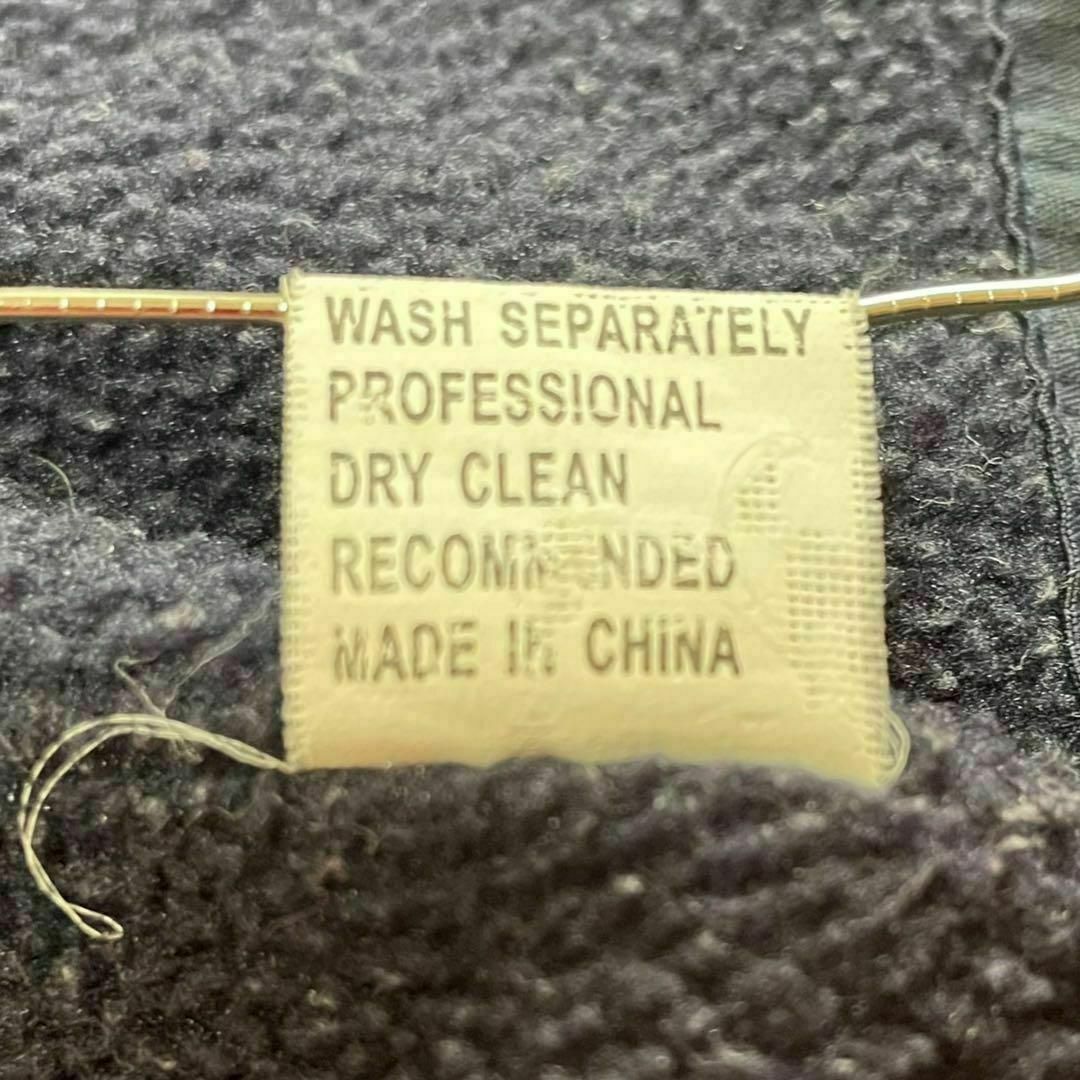 WASH SEPARATELY
PROFESSIONAL
DRY CLEAN
RECOMMENDED
MADE IN CHINA